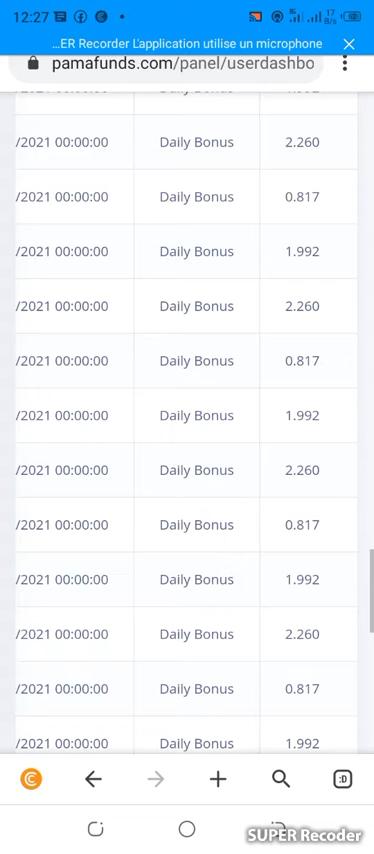 12:27
17
B/s
...ER Recorder L'application utilise un microphone
pamafunds.com/panel/userdashbo
/2021 00:00:00 Daily Bonus 2.260
/2021 00:00:00 Daily Bonus 0.817
/2021 00:00:00 Daily Bonus 1.992
/2021 00:00:00 Daily Bonus 2.260
/2021 00:00:00 Daily Bonus 0.817
/2021 00:00:00 Daily Bonus 1.992
/2021 00:00:00 Daily Bonus 2.260
/2021 00:00:00 Daily Bonus 0.817
/2021 00:00:00 Daily Bonus 1.992
/2021 00:00:00 Daily Bonus 2.260
/2021 00:00:00 Daily Bonus 0.817
/2021 00:00:00 Daily Bonus 1.992
:D
SUPER Recorder